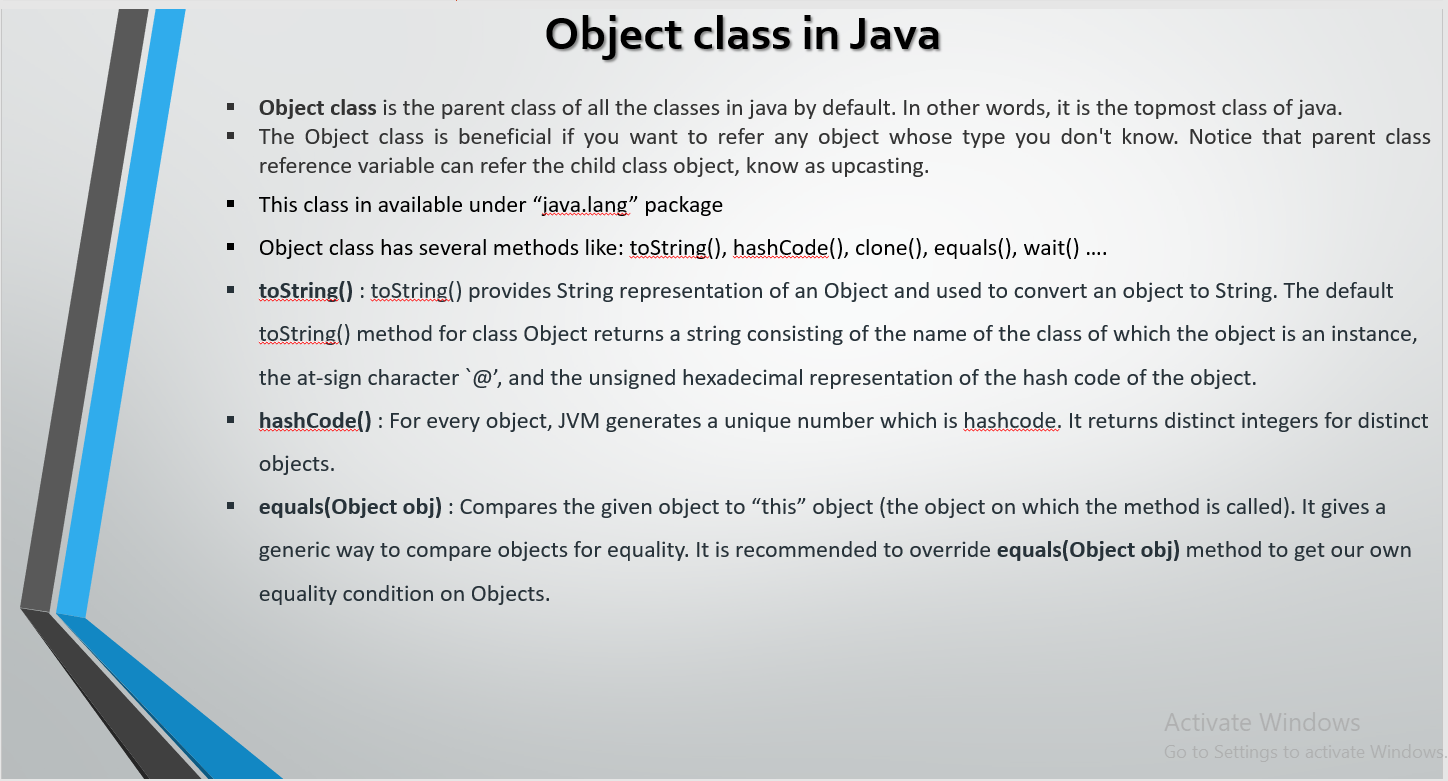 Object class in Java
▪ Object class is the parent class of all the classes in java by default. In other words, it is the topmost class of java.
▪ The Object class is beneficial if you want to refer any object whose type you don't know. Notice that parent class
reference variable can refer the child class object, know as upcasting.
▪ This class in available under “java.lang” package
▪ Object class has several methods like: toString(), hashCode(), clone(), equals(), wait() ....
▪ toString() : toString() provides String representation of an Object and used to convert an object to String. The default
toString() method for class Object returns a string consisting of the name of the class of which the object is an instance,
the at-sign character `@’, and the unsigned hexadecimal representation of the hash code of the object.
▪ hashCode() : For every object, JVM generates a unique number which is hashcode. It returns distinct integers for distinct
objects.
▪ equals(Object obj) : Compares the given object to “this” object (the object on which the method is called). It gives a
generic way to compare objects for equality. It is recommended to override equals(Object obj) method to get our own
equality condition on Objects.
Activate Windows
Go to Settings to activate Windows.